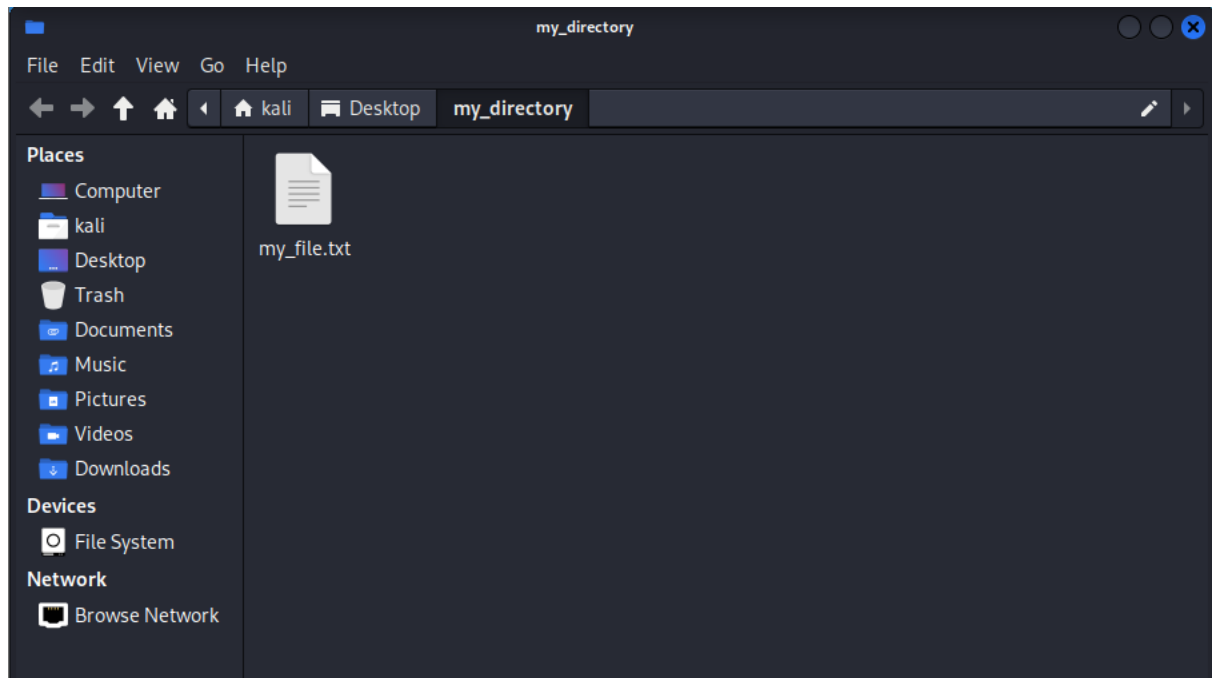 my_directory
File Edit View Go Help
kali Desktop my_directory
Places
Computer
kali
Desktop
Trash
Documents
Music
Pictures
Videos
Downloads
Devices
File System
Network
Browse Network
my_file.txt